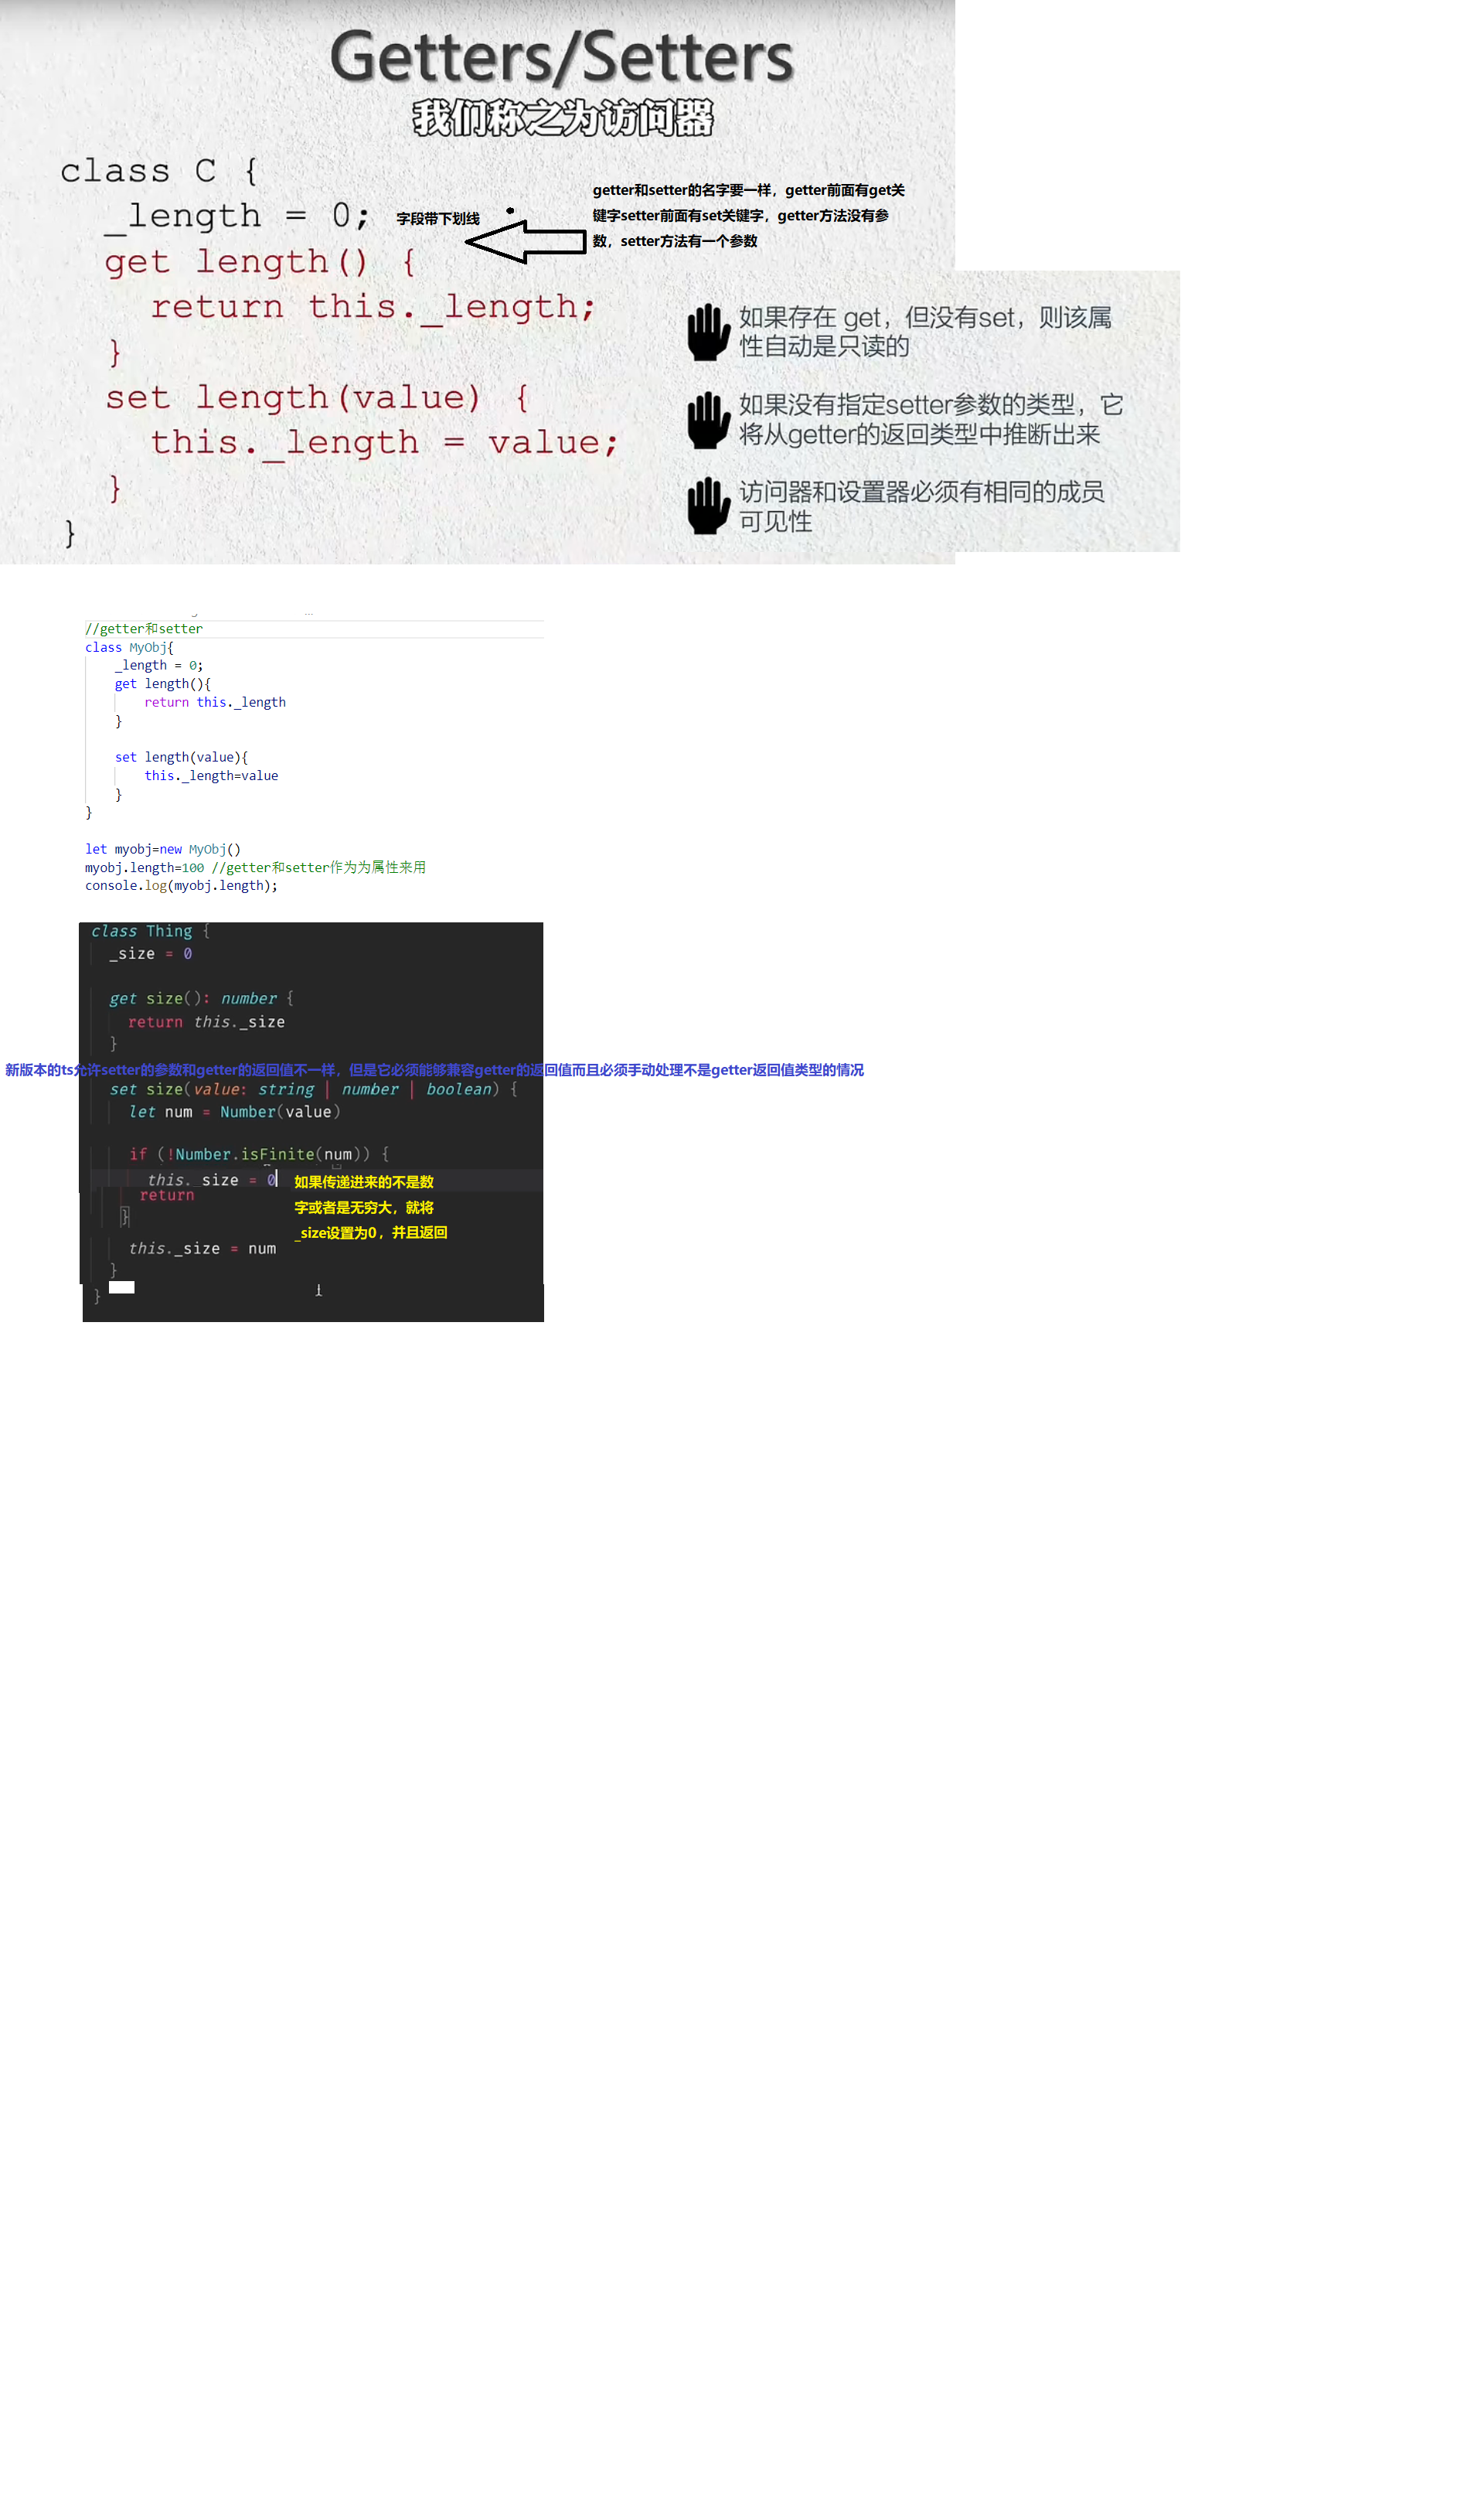 Getters/Setters
我们称之为访问器
class C {
_length = 0;
字段带下划线
getter和setter的名字要一样，getter前面有get关
键字setter前面有set关键字，getter方法没有参
数，setter方法有一个参数
get length() {
return this._length;
}
set length(value) {
this._length = value;
}
}
如果存在 get，但没有set，则该属
性自动是只读的
如果没有指定setter参数的类型，它
将从getter的返回类型中推断出来
访问器和设置器必须有相同的成员
可见性
//getter和setter
class MyObj{
_length = 0;
get length(){
return this._length
}
set length(value){
this._length=value
}
}
let myobj=new MyObj()
myobj.length=100 //getter和setter作为为属性来用
console.log(myobj.length);
class Thing {
_size = 0
get size(): number {
return this._size
}
新版本的ts允许setter的参数和getter的返回值不一样，但是它必须能够兼容getter的返回值而且必须手动处理不是getter返回值类型的情况
set size(value: string | number | boolean) {
let num = Number(value)
if (!Number.isFinite(num)) {
this._size = 0
return
}
如果传递进来的不是数
字或者是无穷大，就将
_size设置为0，并且返回
this._size = num
}
}